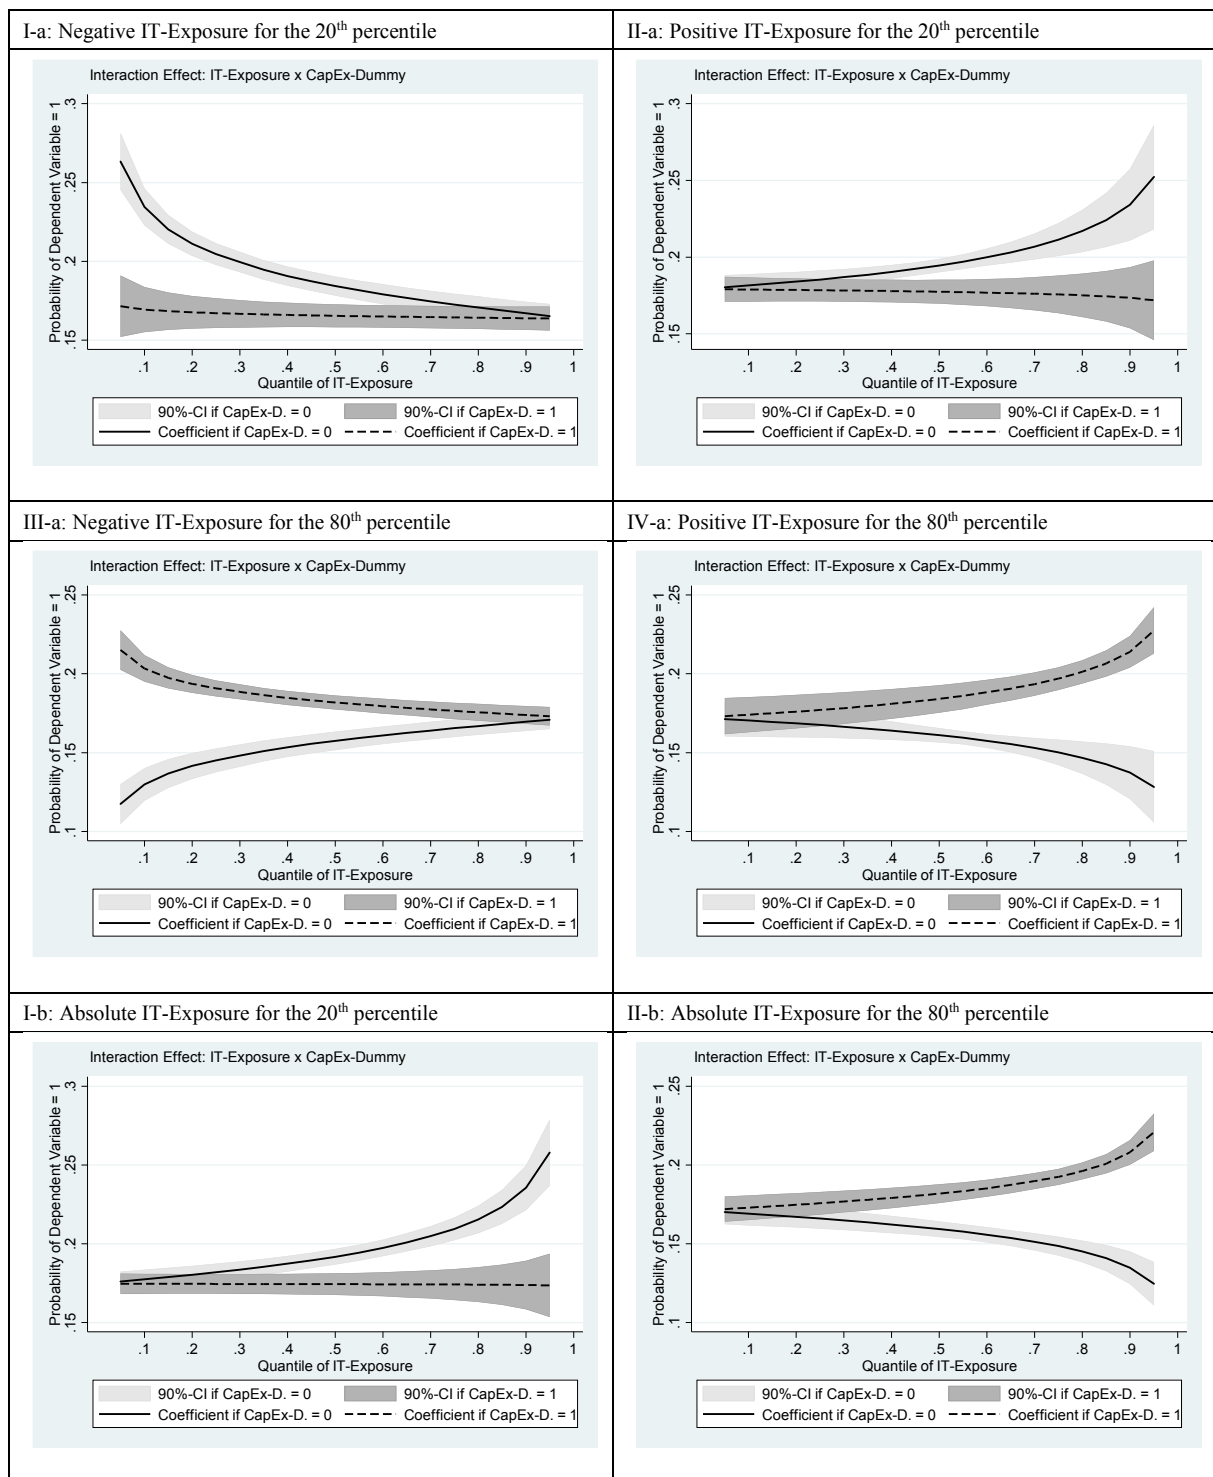 I-a: Negative IT-Exposure for the 20th percentile
Interaction Effect: IT-Exposure x CapEx-Dummy
Probability of Dependent Variable = 1
.3
.25
.2
.15
.1 .2 .3 .4 .5 .6 .7 .8 .9 1
Quantile of IT-Exposure
90%-CI if CapEx-D. = 0 90%-CI if CapEx-D. = 1
Coefficient if CapEx-D. = 0 Coefficient if CapEx-D. = 1
II-a: Positive IT-Exposure for the 20th percentile
Interaction Effect: IT-Exposure x CapEx-Dummy
Probability of Dependent Variable = 1
.3
.25
.2
.15
.1 .2 .3 .4 .5 .6 .7 .8 .9 1
Quantile of IT-Exposure
90%-CI if CapEx-D. = 0 90%-CI if CapEx-D. = 1
Coefficient if CapEx-D. = 0 Coefficient if CapEx-D. = 1
III-a: Negative IT-Exposure for the 80th percentile
Interaction Effect: IT-Exposure x CapEx-Dummy
Probability of Dependent Variable = 1
.25
.2
.15
.1
.1 .2 .3 .4 .5 .6 .7 .8 .9 1
Quantile of IT-Exposure
90%-CI if CapEx-D. = 0 90%-CI if CapEx-D. = 1
Coefficient if CapEx-D. = 0 Coefficient if CapEx-D. = 1
IV-a: Positive IT-Exposure for the 80th percentile
Interaction Effect: IT-Exposure x CapEx-Dummy
Probability of Dependent Variable = 1
.25
.2
.15
.1
.1 .2 .3 .4 .5 .6 .7 .8 .9 1
Quantile of IT-Exposure
90%-CI if CapEx-D. = 0 90%-CI if CapEx-D. = 1
Coefficient if CapEx-D. = 0 Coefficient if CapEx-D. = 1
I-b: Absolute IT-Exposure for the 20th percentile
Interaction Effect: IT-Exposure x CapEx-Dummy
Probability of Dependent Variable = 1
.3
.25
.2
.15
.1 .2 .3 .4 .5 .6 .7 .8 .9 1
Quantile of IT-Exposure
90%-CI if CapEx-D. = 0 90%-CI if CapEx-D. = 1
Coefficient if CapEx-D. = 0 Coefficient if CapEx-D. = 1
II-b: Absolute IT-Exposure for the 80th percentile
Interaction Effect: IT-Exposure x CapEx-Dummy
Probability of Dependent Variable = 1
.25
.2
.15
.1
.1 .2 .3 .4 .5 .6 .7 .8 .9 1
Quantile of IT-Exposure
90%-CI if CapEx-D. = 0 90%-CI if CapEx-D. = 1
Coefficient if CapEx-D. = 0 Coefficient if CapEx-D. = 1